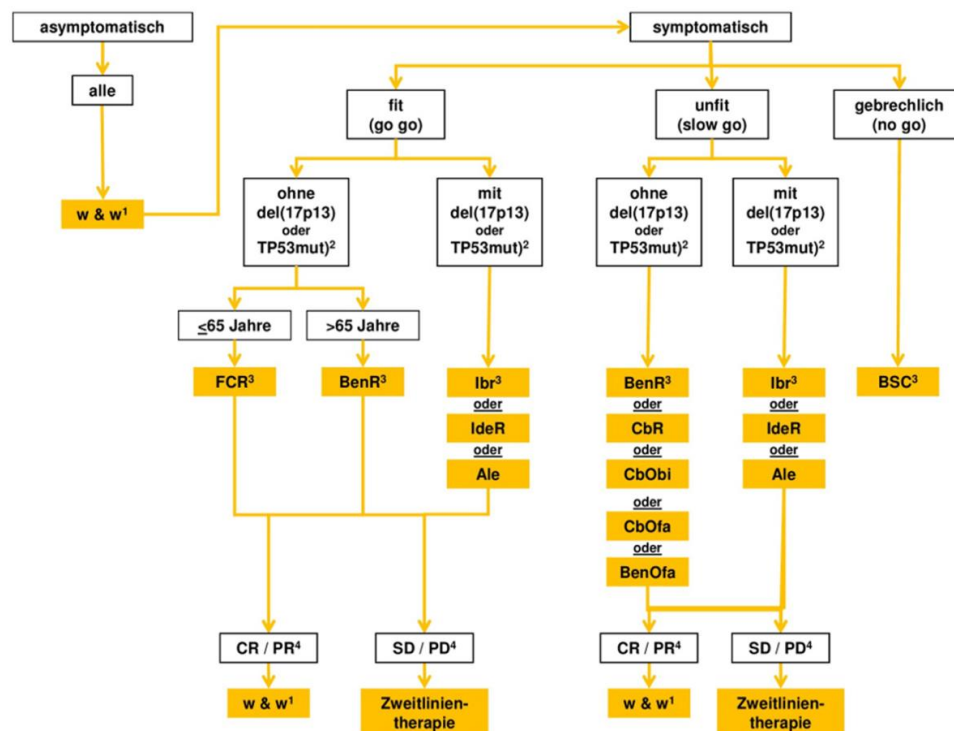 asymptomatisch
symptomatisch
alle
fit
(go go)
unfit
(slow go)
gebrechlich
(no go)
w & w¹
ohne
del(17p13)
oder
TP53mut)²
mit
del(17p13)
oder
TP53mut)²
ohne
del(17p13)
oder
TP53mut)²
mit
del(17p13)
oder
TP53mut)²
<65 Jahre
>65 Jahre
FCR³
BenR³
Ibr³
oder
IdeR
oder
Ale
BenR³
oder
CbR
oder
CbObi
oder
CbOfa
oder
BenOfa
Ibr³
oder
IdeR
oder
Ale
BSC³
CR / PR⁴
SD / PD⁴
CR / PR⁴
SD / PD⁴
w & w¹
Zweitlinien-
therapie
w & w¹
Zweitlinien-
therapie